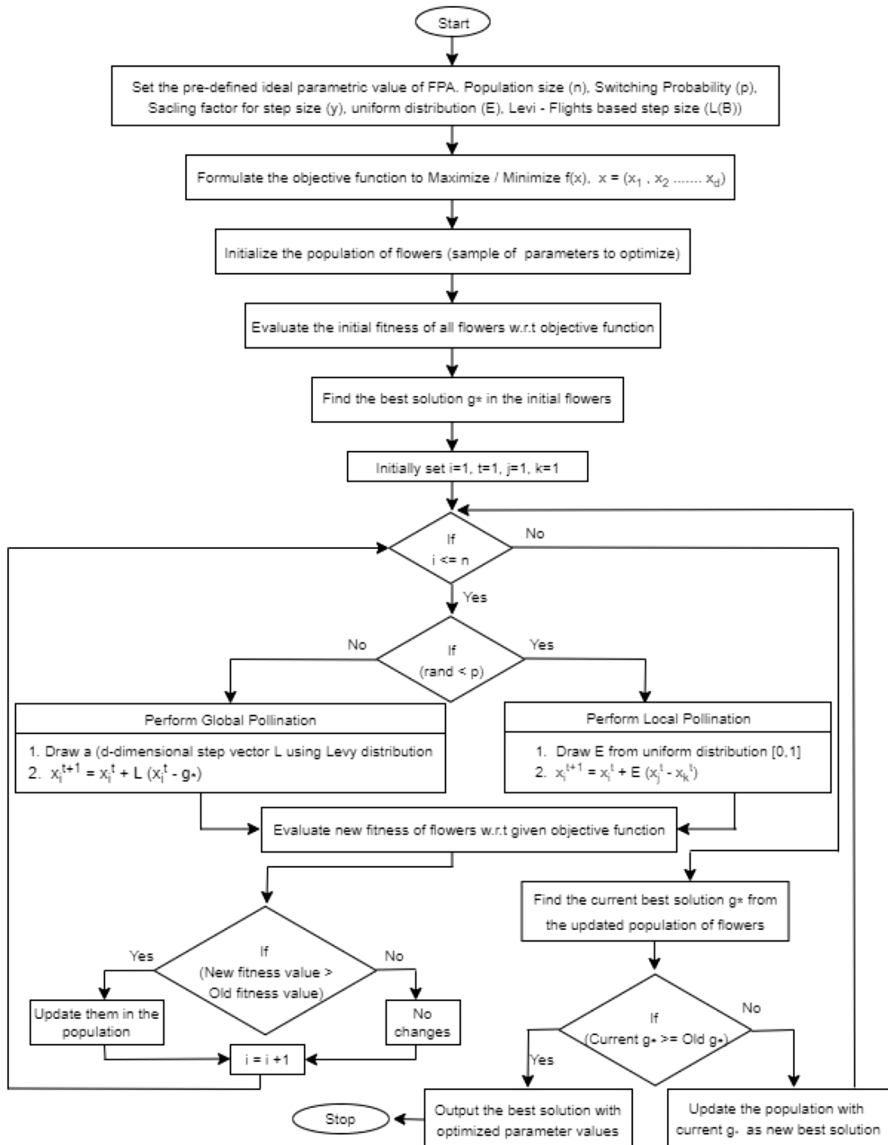 Start
Set the pre-defined ideal parametric value of FPA. Population size (n), Switching Probability (p),
Sacling factor for step size (y), uniform distribution (E), Levi - Flights based step size (L(B))
Formulate the objective function to Maximize / Minimize f(x), x = (x₁ , x₂ ....... x_d)
Initialize the population of flowers (sample of parameters to optimize)
Evaluate the initial fitness of all flowers w.r.t objective function
Find the best solution g* in the initial flowers
Initially set i=1, t=1, j=1, k=1
If
i <= n
No
Yes
If
(rand < p)
No
Yes
Perform Global Pollination
1. Draw a (d-dimensional step vector L using Levy distribution
2. x_i^{t+1} = x_i^t + L (x_i^t - g*)
Perform Local Pollination
1. Draw E from uniform distribution [0,1]
2. x_i^{t+1} = x_i^t + E (x_j^t - x_k^t)
Evaluate new fitness of flowers w.r.t given objective function
If
(New fitness value >
Old fitness value)
Yes
No
Update them in the
population
No
changes
i = i +1
Find the current best solution g* from
the updated population of flowers
If
(Current g* >= Old g*)
No
Yes
Output the best solution with
optimized parameter values
Update the population with
current g* as new best solution
Stop